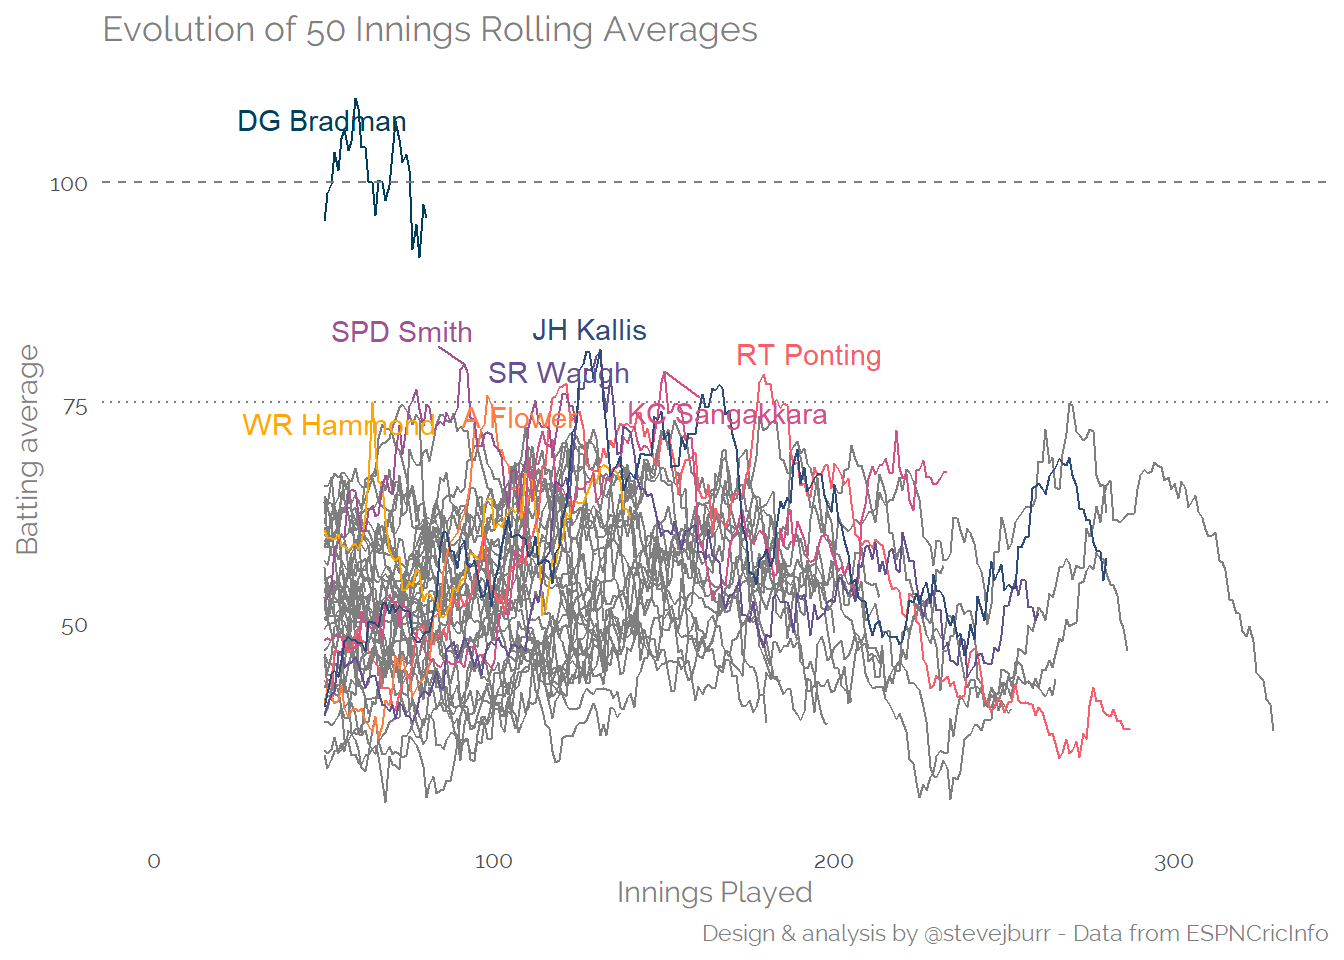 Evolution of 50 Innings Rolling Averages
DG Bradman
100
SPD Smith
JH Kallis
RT Ponting
SR Waugh
75
WR Hammond
A Flower
KC Sangakkara
Batting average
50
0
100
200
300
Innings Played
Design & analysis by @stevejburr - Data from ESPNCricInfo